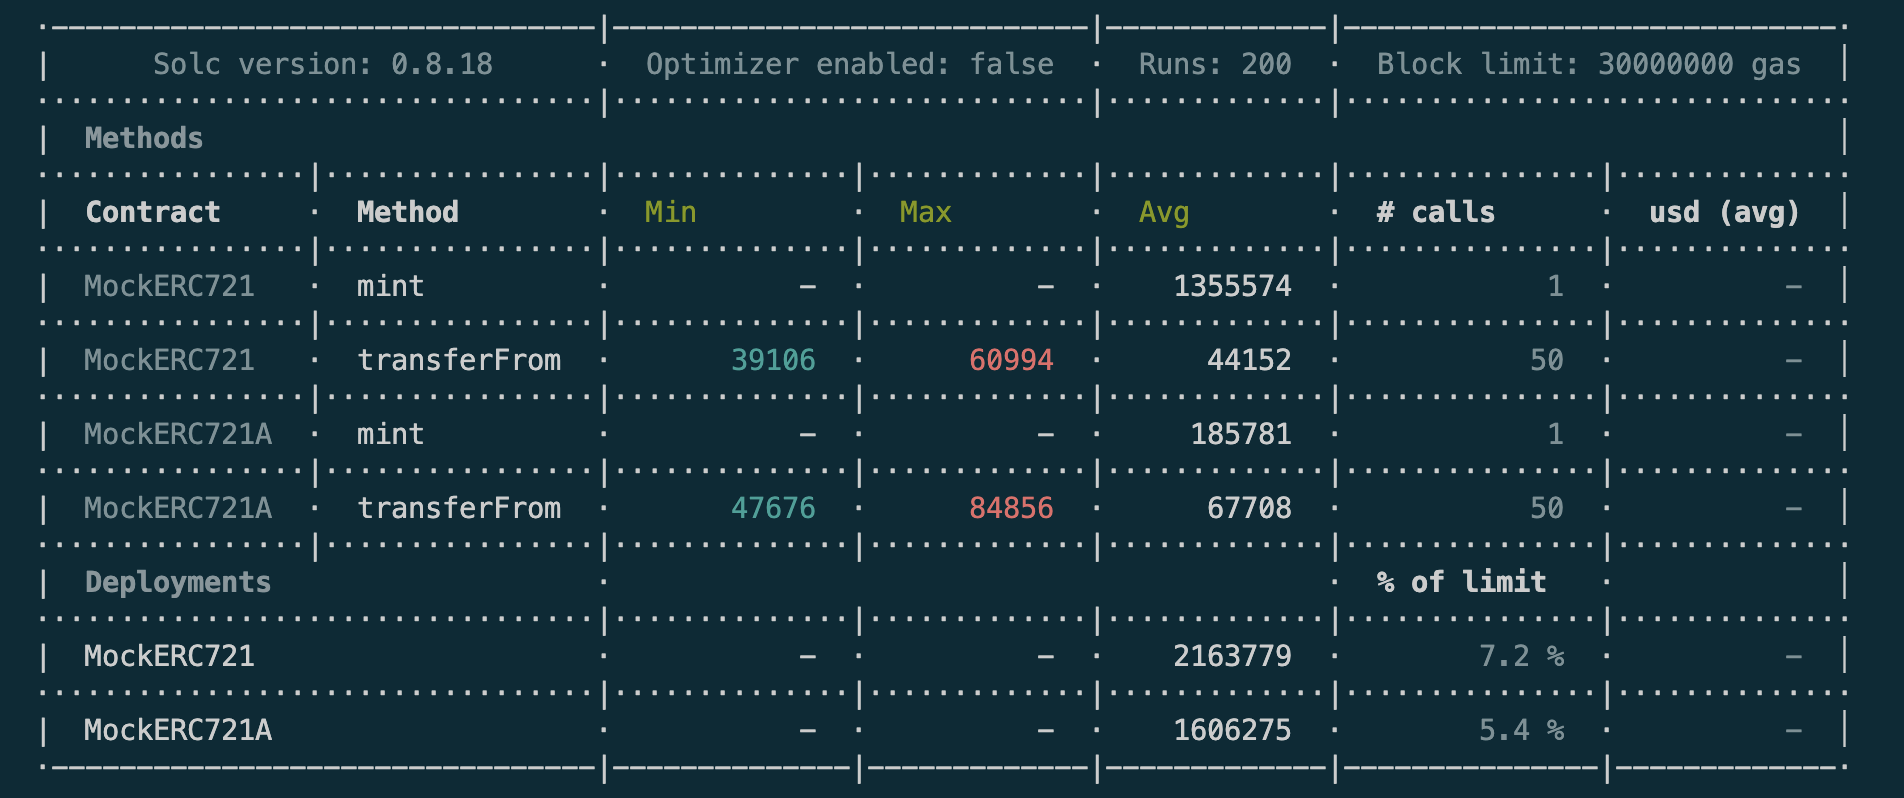 Solc version: 0.8.18 · Optimizer enabled: false · Runs: 200 · Block limit: 30000000 gas
Methods
Contract · Method · Min · Max · Avg · # calls · usd (avg)
MockERC721 · mint · – · – · 1355574 · 1 · –
MockERC721 · transferFrom · 39106 · 60994 · 44152 · 50 · –
MockERC721A · mint · – · – · 185781 · 1 · –
MockERC721A · transferFrom · 47676 · 84856 · 67708 · 50 · –
Deployments · · % of limit ·
MockERC721 · – · – · 2163779 · 7.2 % · –
MockERC721A · – · – · 1606275 · 5.4 % · –